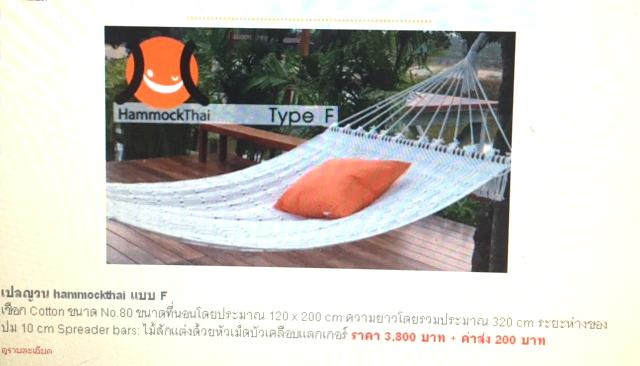 HammockThai Type F
เปลญวน hammockthai แบบ F
เชือก Cotton ขนาด No.80 ขนาดที่นอนโดยประมาณ 120 x 200 cm ความยาวโดยรวมประมาณ 320 cm ระยะห่างของ
ปม 10 cm Spreader bars: ไม้สักแต่งด้วยหัวเม็ดบัวเคลือบแลกเกอร์ ราคา 3,800 บาท + ค่าส่ง 200 บาท
ดูรายละเอียด